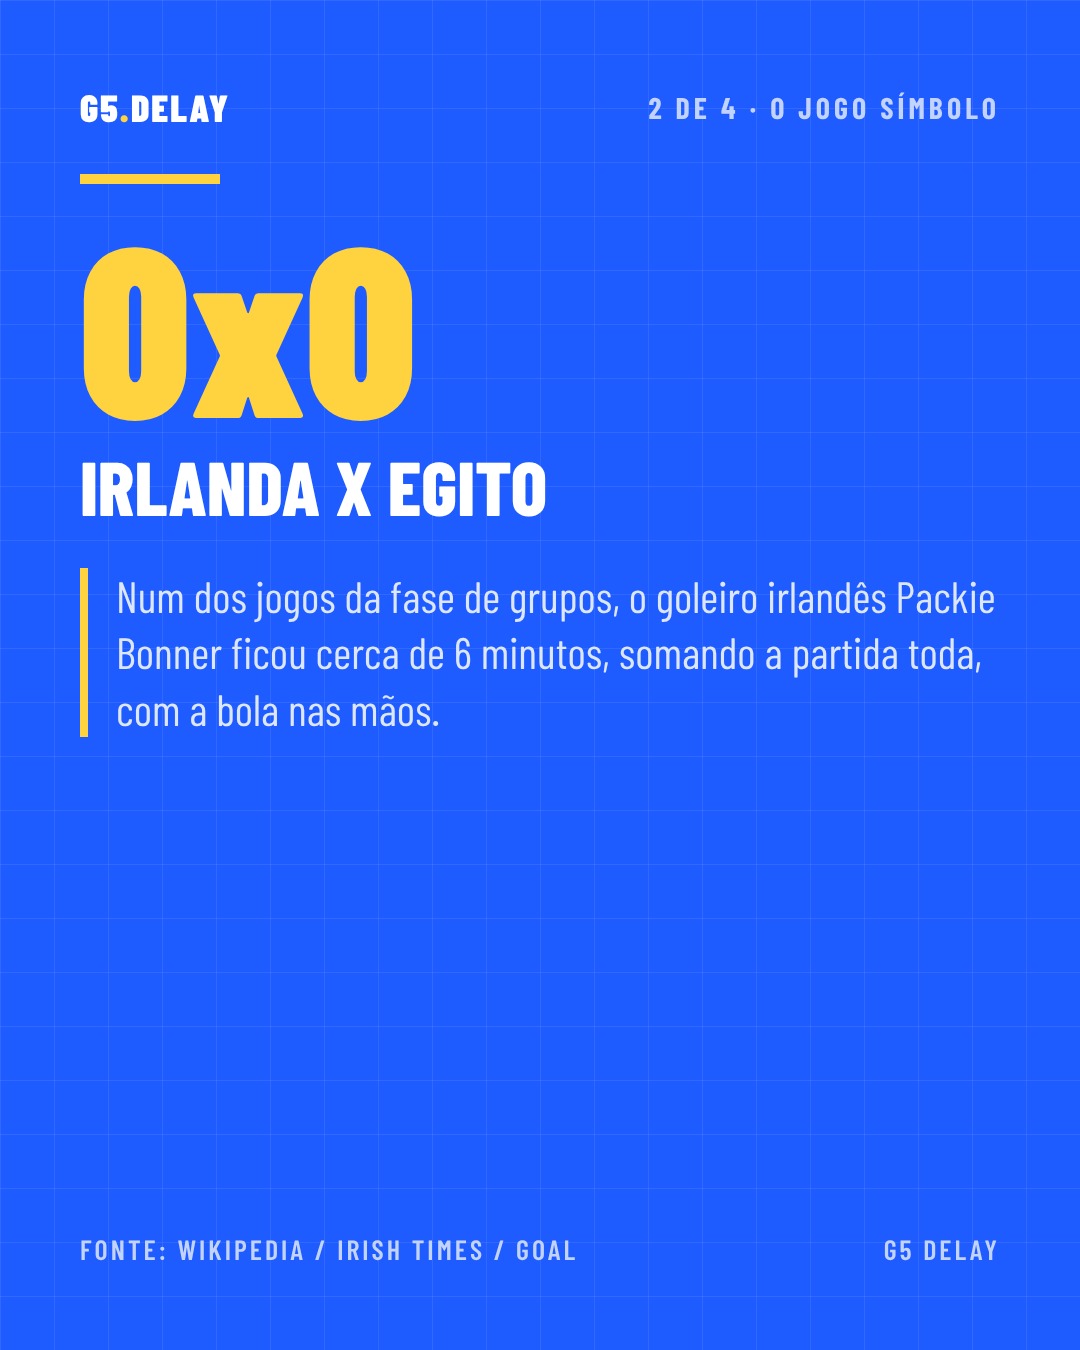 G5.DELAY
2 DE 4 · O JOGO SÍMBOLO
0x0
IRLANDA X EGITO
Num dos jogos da fase de grupos, o goleiro irlandês Packie
Bonner ficou cerca de 6 minutos, somando a partida toda,
com a bola nas mãos.
FONTE: WIKIPEDIA / IRISH TIMES / GOAL
G5 DELAY